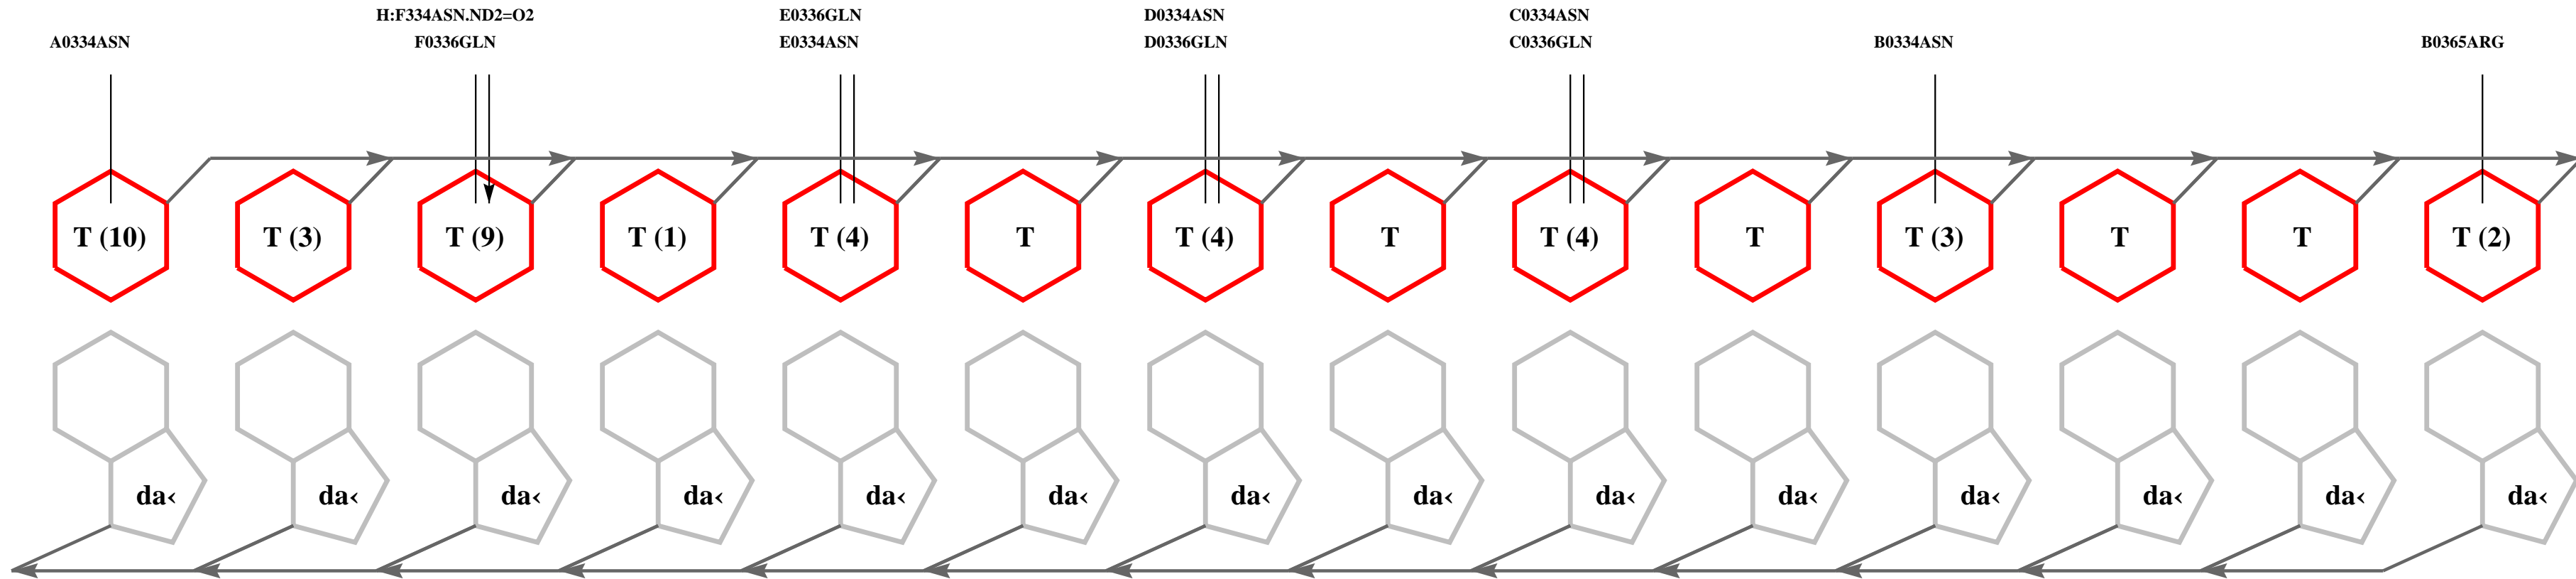 H:F334ASN.ND2=O2 E0336GLN D0334ASN C0334ASN
A0334ASN F0336GLN E0334ASN D0336GLN C0336GLN B0334ASN B0365ARG
T (10) T (3) T (9) T (1) T (4) T T (4) T T (4) T T (3) T T T (2)
da‹ da‹ da‹ da‹ da‹ da‹ da‹ da‹ da‹ da‹ da‹ da‹ da‹ da‹